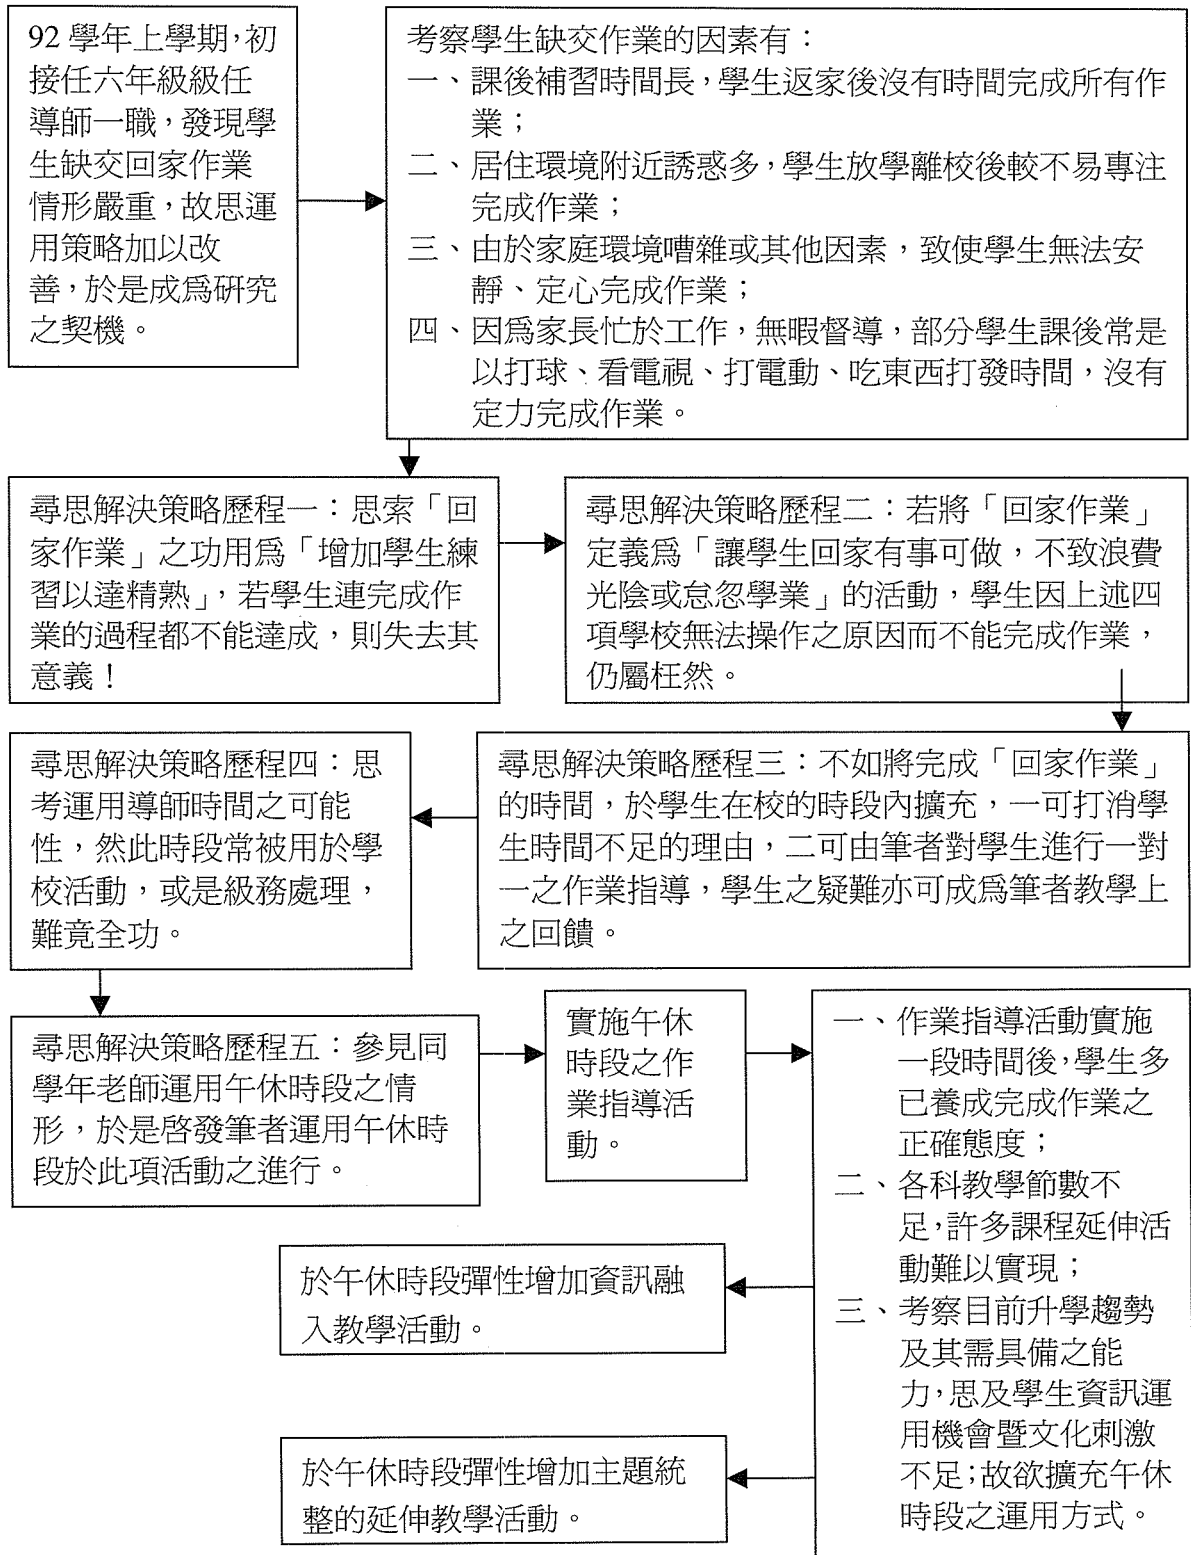 92 學年上學期，初
接任六年級級任
導師一職，發現學
生缺交回家作業
情形嚴重，故思運
用策略加以改
善，於是成為研究
之契機。
考察學生缺交作業的因素有：
一、課後補習時間長，學生返家後沒有時間完成所有作
業；
二、居住環境附近誘惑多，學生放學離校後較不易專注
完成作業；
三、由於家庭環境嘈雜或其他因素，致使學生無法安
靜、定心完成作業；
四、因為家長忙於工作，無暇督導，部分學生課後常是
以打球、看電視、打電動、吃東西打發時間，沒有
定力完成作業。
尋思解決策略歷程一：思索「回
家作業」之功用為「增加學生練
習以達精熟」，若學生連完成作
業的過程都不能達成，則失去其
意義！
尋思解決策略歷程二：若將「回家作業」
定義為「讓學生回家有事可做，不致浪費
光陰或怠忽學業」的活動，學生因上述四
項學校無法操作之原因而不能完成作業，
仍屬枉然。
尋思解決策略歷程三：不如將完成「回家作業」
的時間，於學生在校的時段內擴充，一可打消學
生時間不足的理由，二可由筆者對學生進行一對
一之作業指導，學生之疑難亦可成為筆者教學上
之回饋。
尋思解決策略歷程四：思
考運用導師時間之可能
性，然此時段常被用於學
校活動，或是級務處理，
難竟全功。
尋思解決策略歷程五：參見同
學年老師運用午休時段之情
形，於是啓發筆者運用午休時
段於此項活動之進行。
實施午休
時段之作
業指導活
動。
一、作業指導活動實施
一段時間後，學生多
已養成完成作業之
正確態度；
二、各科教學節數不
足，許多課程延伸活
動難以實現；
三、考察目前升學趨勢
及其需具備之能
力，思及學生資訊運
用機會暨文化刺激
不足；故欲擴充午休
時段之運用方式。
於午休時段彈性增加資訊融
入教學活動。
於午休時段彈性增加主題統
整的延伸教學活動。